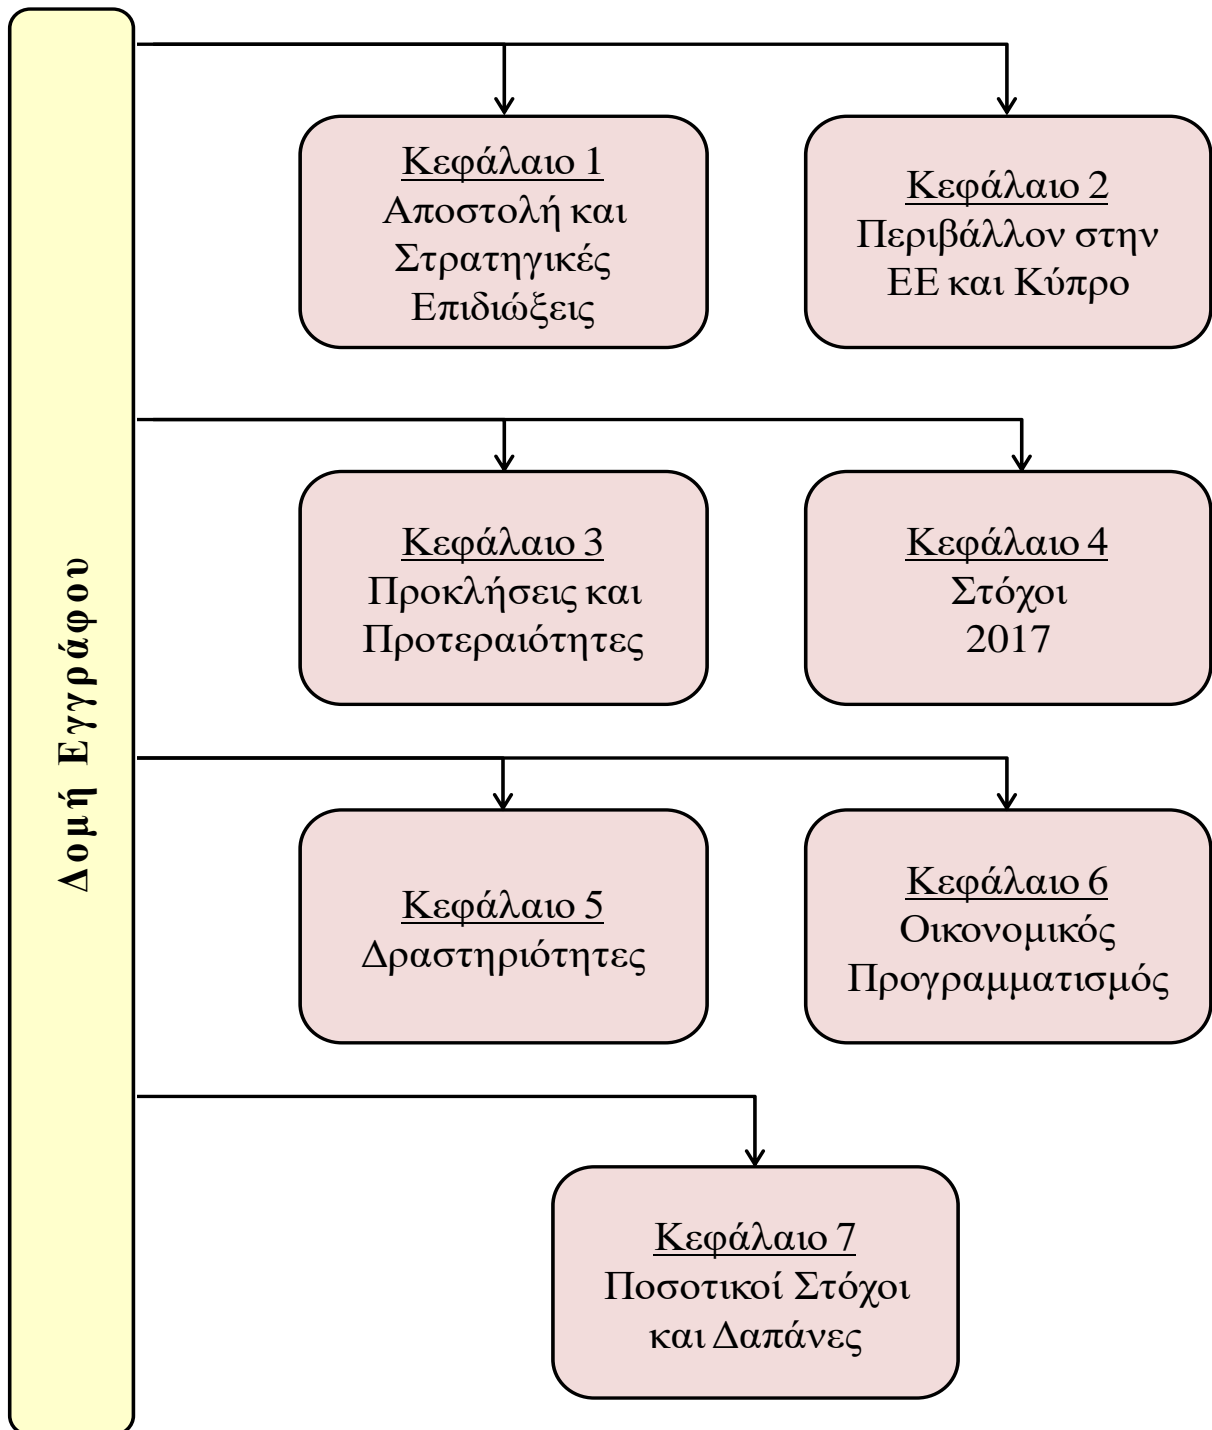 Δομή Εγγράφου
Κεφάλαιο 1
Αποστολή και
Στρατηγικές
Επιδιώξεις
Κεφάλαιο 2
Περιβάλλον στην
ΕΕ και Κύπρο
Κεφάλαιο 3
Προκλήσεις και
Προτεραιότητες
Κεφάλαιο 4
Στόχοι
2017
Κεφάλαιο 5
Δραστηριότητες
Κεφάλαιο 6
Οικονομικός
Προγραμματισμός
Κεφάλαιο 7
Ποσοτικοί Στόχοι
και Δαπάνες